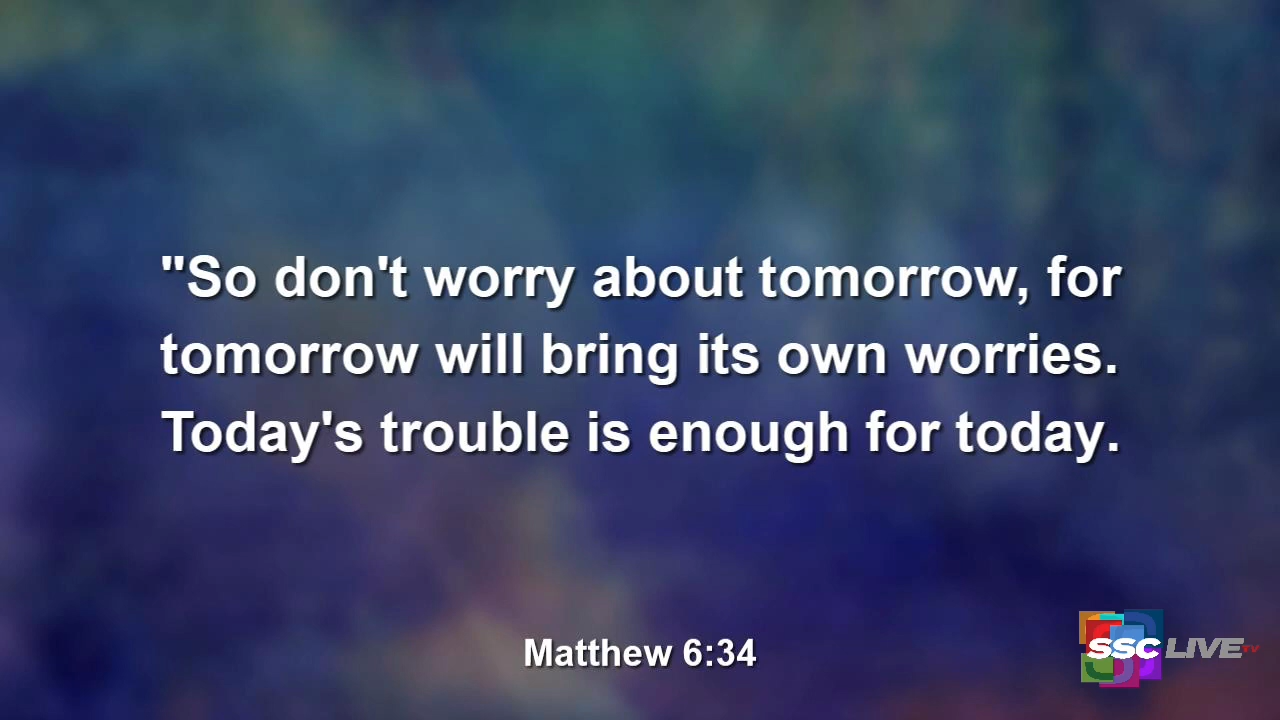 "So don't worry about tomorrow, for
tomorrow will bring its own worries.
Today's trouble is enough for today.
Matthew 6:34
SSC LIVE TV